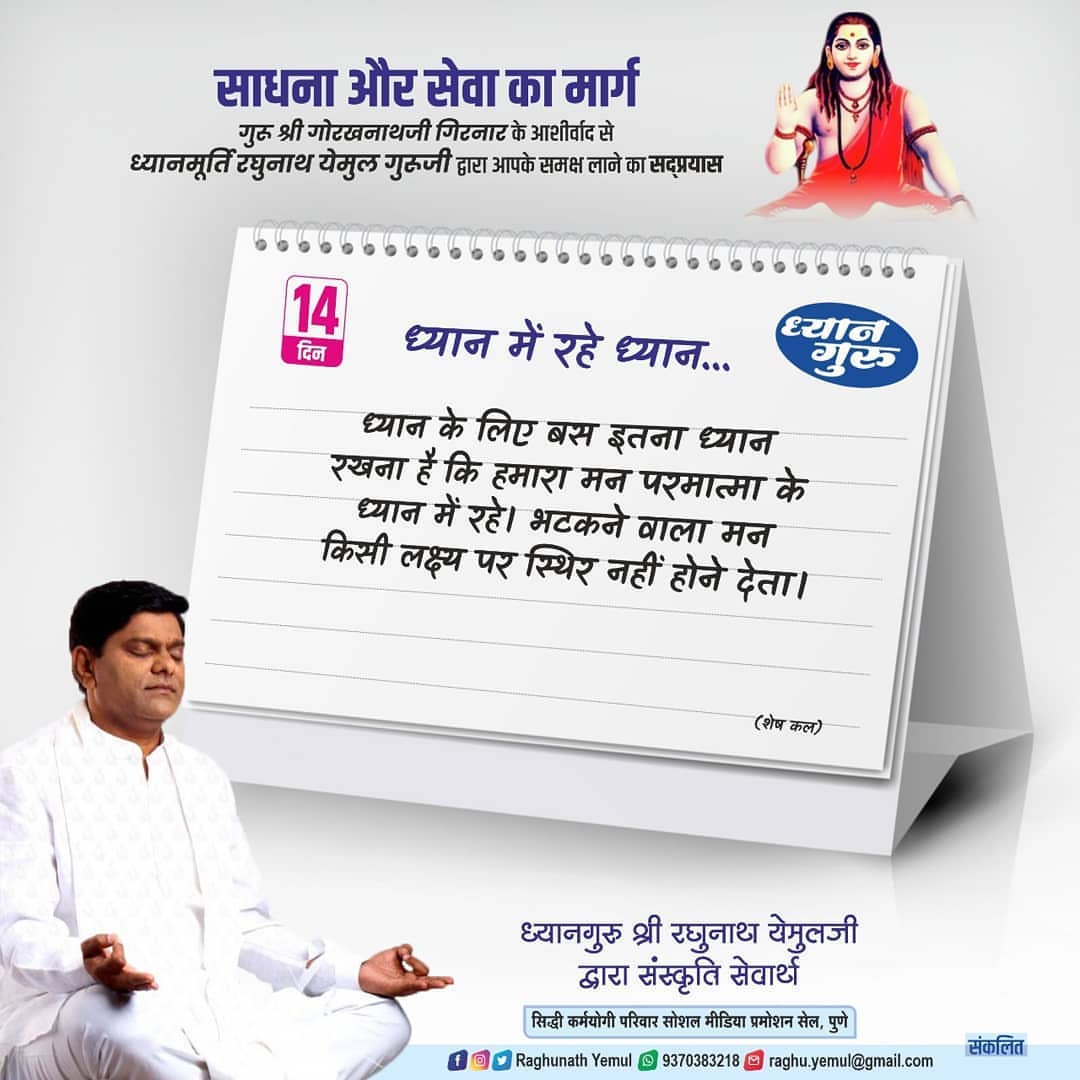 साधना और सेवा का मार्ग
गुरू श्री गोरखनाथजी गिरनार के आशीर्वाद से
ध्यानमूर्ति रघुनाथ येमुल गुरूजी द्वारा आपके समक्ष लाने का सद्प्रयास
14
दिन
ध्यान में रहे ध्यान...
ध्यान
गुरू
ध्यान के लिए बस इतना ध्यान
रखना है कि हमारा मन परमात्मा के
ध्यान में रहे। भटकने वाला मन
किसी लक्ष्य पर स्थिर नहीं होने देता।
(शेष कल)
ध्यानगुरू श्री रघुनाथ येमुलजी
द्वारा संस्कृति सेवार्थ
सिद्धी कर्मयोगी परिवार सोशल मीडिया प्रमोशन सेल, पुणे
Raghunath Yemul 9370383218 raghu.yemul@gmail.com
संकलित